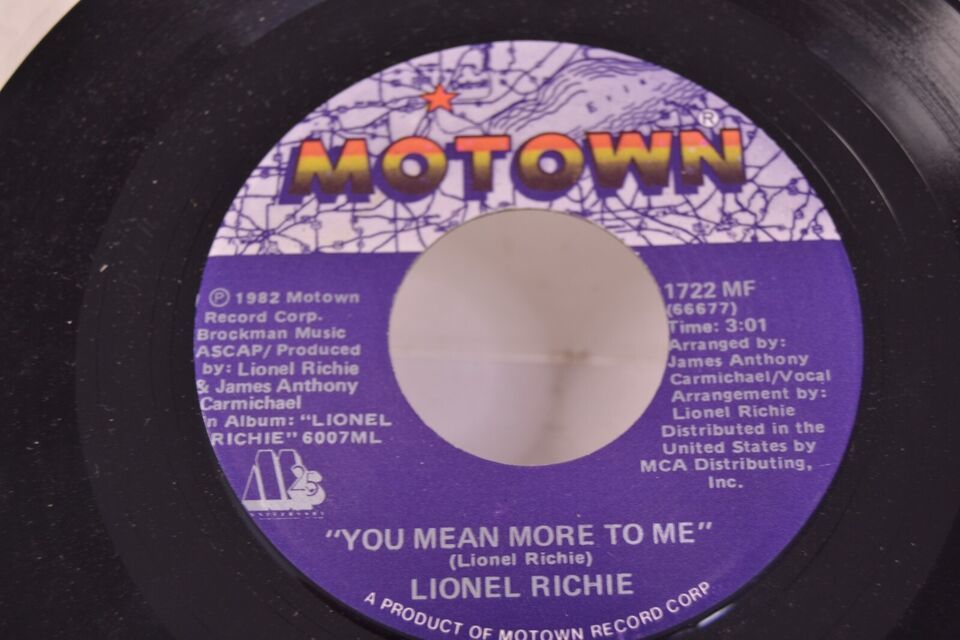 MOTOWN®
℗ 1982 Motown
Record Corp.
Brockman Music
ASCAP/Produced
by: Lionel Richie
& James Anthony
Carmichael
In Album: "LIONEL
RICHIE" 6007ML
25
ANNIVERSARY
1722 MF
(66677)
Time: 3:01
Arranged by:
James Anthony
Carmichael/Vocal
Arrangement by:
Lionel Richie
Distributed in the
United States by
MCA Distributing,
Inc.
"YOU MEAN MORE TO ME"
(Lionel Richie)
LIONEL RICHIE
A PRODUCT OF MOTOWN RECORD CORP